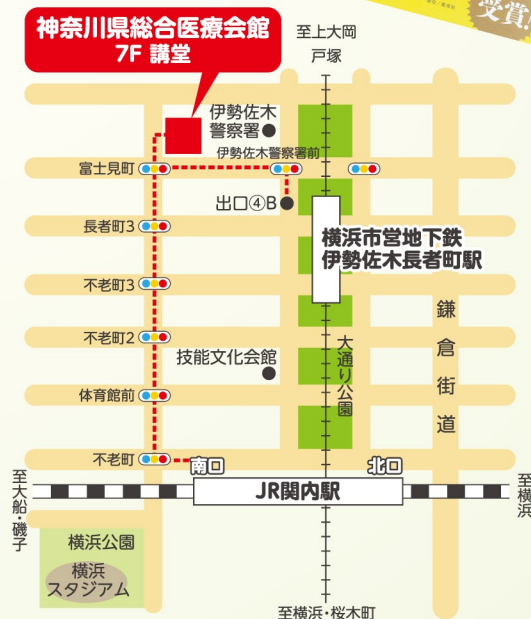 受賞!
神奈川県総合医療会館
7F 講堂
至上大岡
戸塚
伊勢佐木
警察署
伊勢佐木警察署前
富士見町
出口④B
長者町3
横浜市営地下鉄
伊勢佐木長者町駅
不老町3
鎌倉街道
不老町2
技能文化会館
大通り公園
体育館前
不老町
南口
北口
至大船・磯子
JR関内駅
至横浜
横浜公園
横浜
スタジアム
至横浜・桜木町